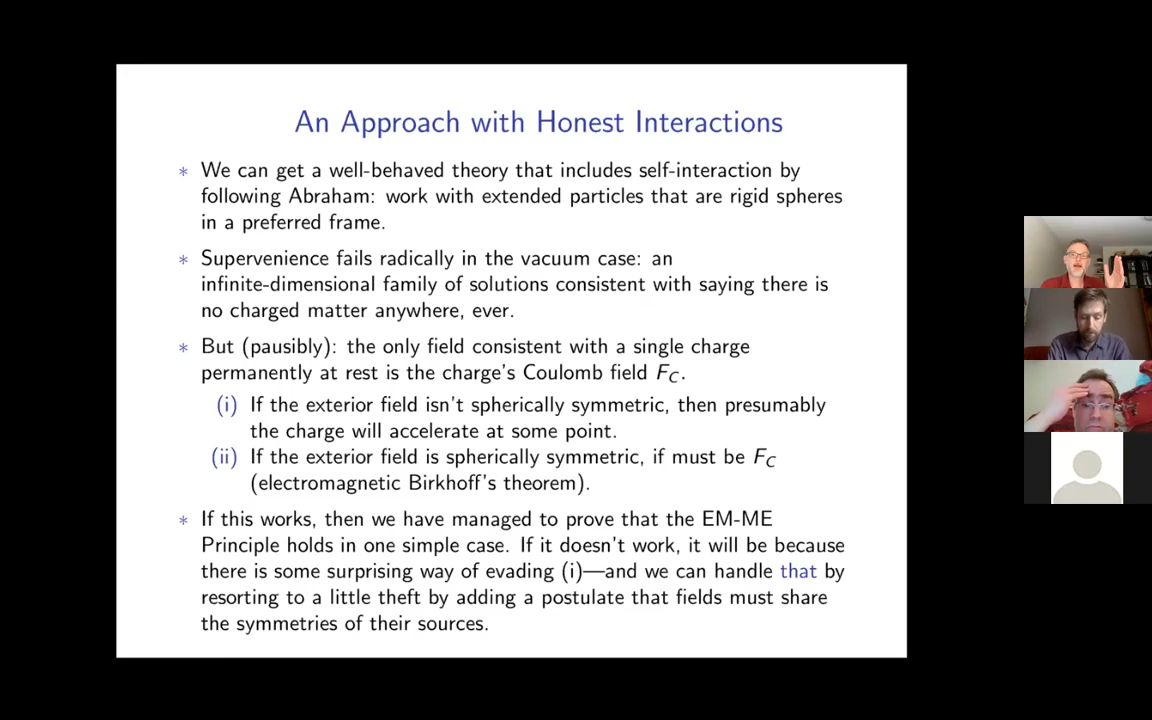 An Approach with Honest Interactions
* We can get a well-behaved theory that includes self-interaction by
following Abraham: work with extended particles that are rigid spheres
in a preferred frame.
* Supervenience fails radically in the vacuum case: an
infinite-dimensional family of solutions consistent with saying there is
no charged matter anywhere, ever.
* But (pausibly): the only field consistent with a single charge
permanently at rest is the charge's Coulomb field F_C.
(i) If the exterior field isn't spherically symmetric, then presumably
the charge will accelerate at some point.
(ii) If the exterior field is spherically symmetric, if must be F_C
(electromagnetic Birkhoff's theorem).
* If this works, then we have managed to prove that the EM-ME
Principle holds in one simple case. If it doesn't work, it will be because
there is some surprising way of evading (i)—and we can handle that by
resorting to a little theft by adding a postulate that fields must share
the symmetries of their sources.